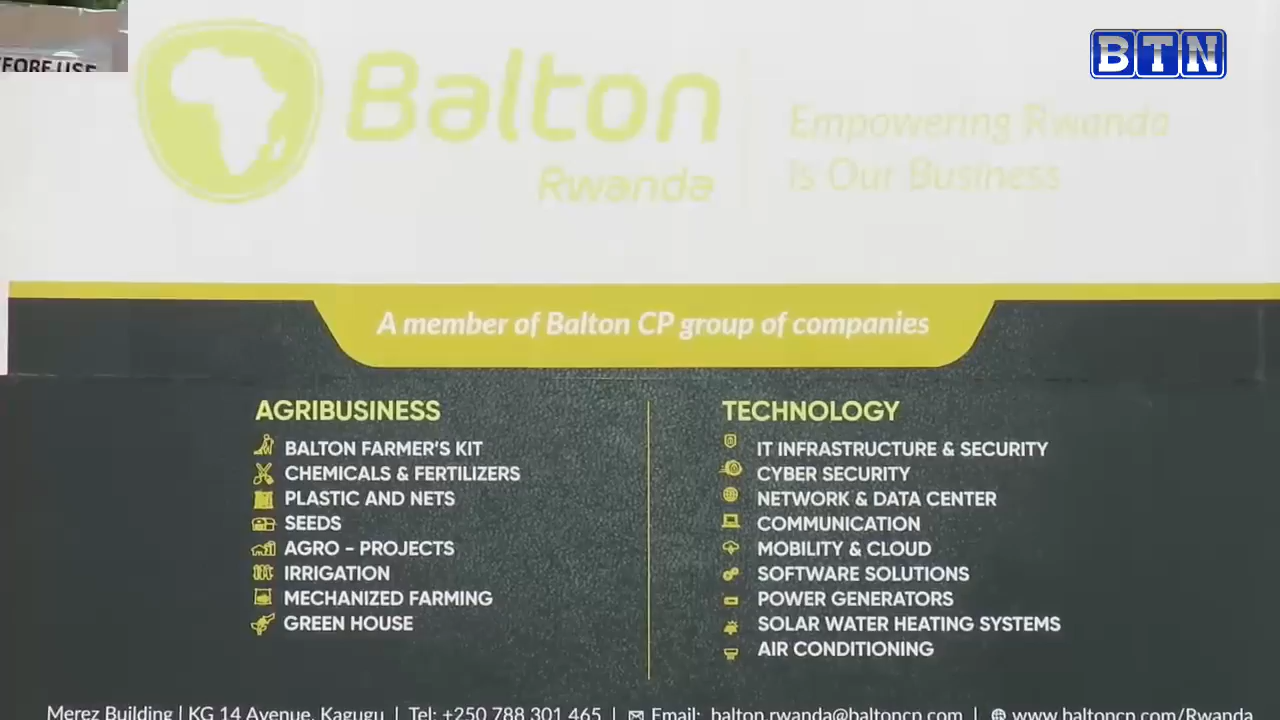 BEFORE USE
BTN
Balton
Rwanda
Empowering Rwanda
Is Our Business
A member of Balton CP group of companies
AGRIBUSINESS
BALTON FARMER'S KIT
CHEMICALS & FERTILIZERS
PLASTIC AND NETS
SEEDS
AGRO - PROJECTS
IRRIGATION
MECHANIZED FARMING
GREEN HOUSE
TECHNOLOGY
IT INFRASTRUCTURE & SECURITY
CYBER SECURITY
NETWORK & DATA CENTER
COMMUNICATION
MOBILITY & CLOUD
SOFTWARE SOLUTIONS
POWER GENERATORS
SOLAR WATER HEATING SYSTEMS
AIR CONDITIONING
Merez Building | KG 14 Avenue, Kagugu | Tel: +250 788 301 465 | Email: balton.rwanda@baltoncp.com | www.baltoncp.com/Rwanda